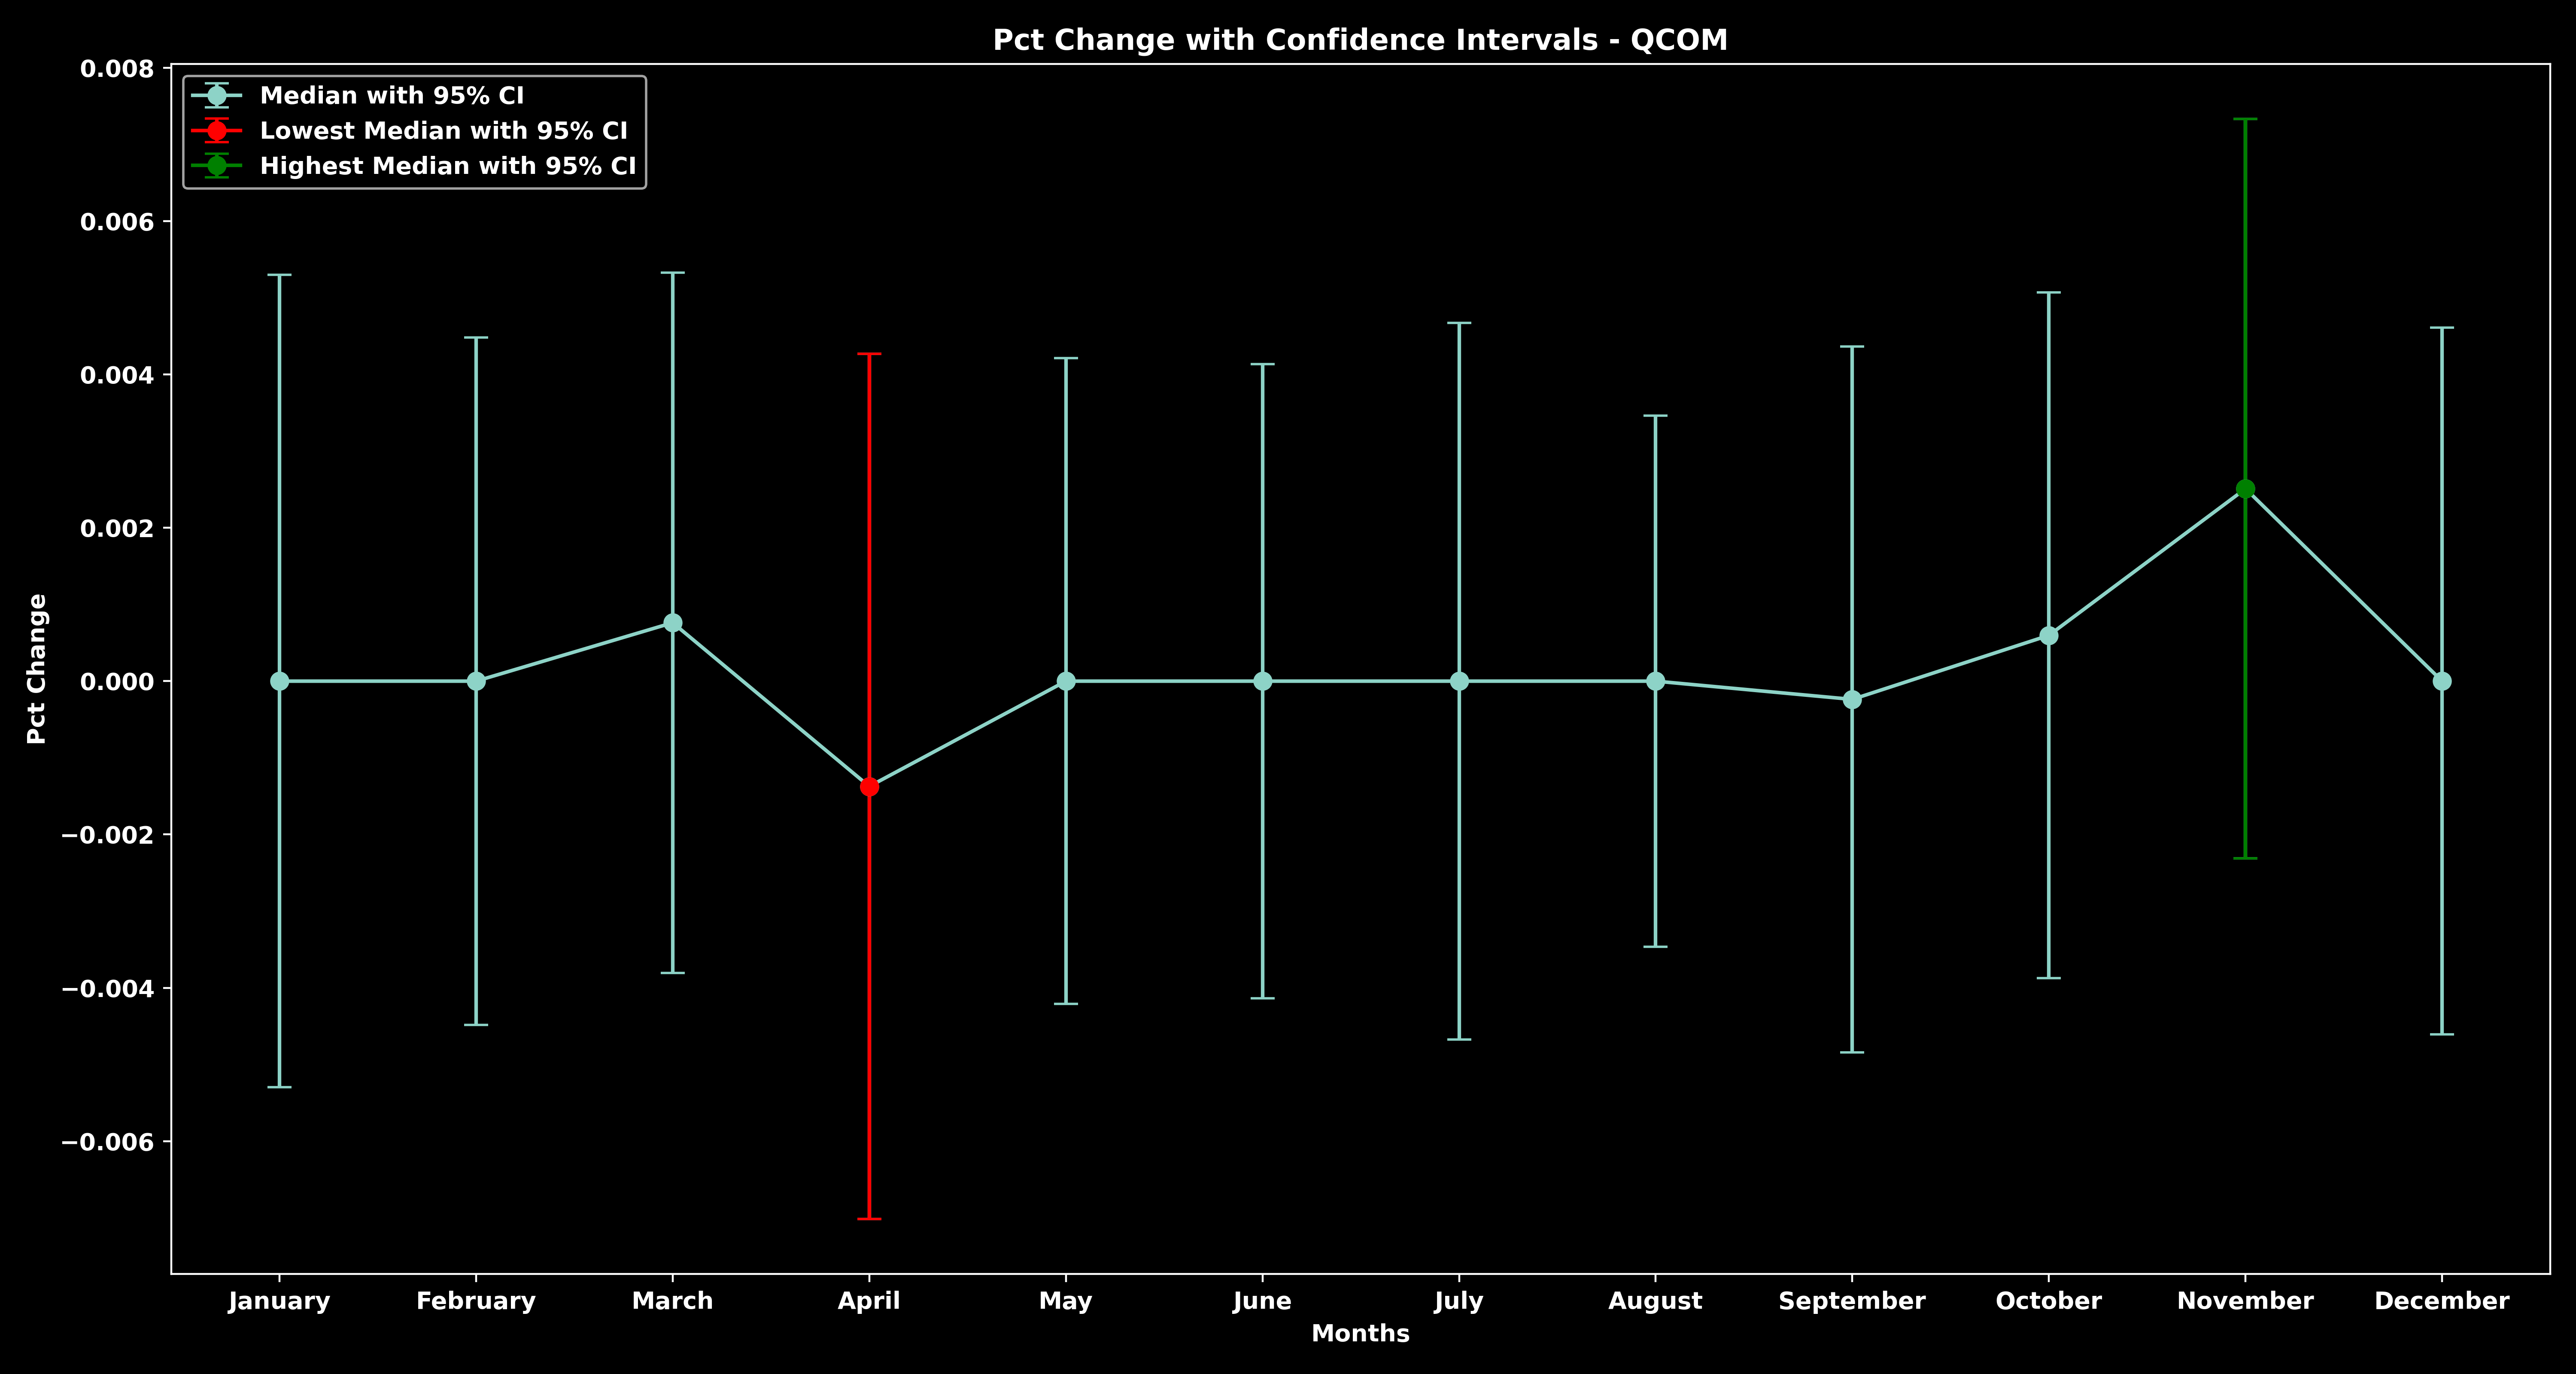 Pct Change with Confidence Intervals - QCOM
Median with 95% CI
Lowest Median with 95% CI
Highest Median with 95% CI
Pct Change
0.008
0.006
0.004
0.002
0.000
−0.002
−0.004
−0.006
January February March April May June July August September October November December
Months